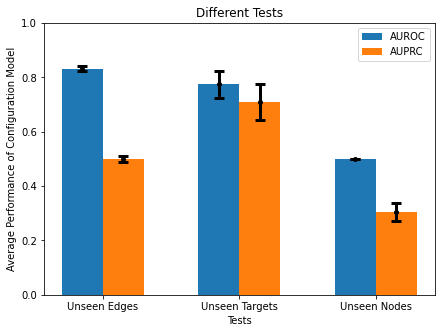 Different Tests
AUROC
AUPRC
Average Performance of Configuration Model
1.0
0.8
0.6
0.4
0.2
0.0
Unseen Edges
Unseen Targets
Unseen Nodes
Tests